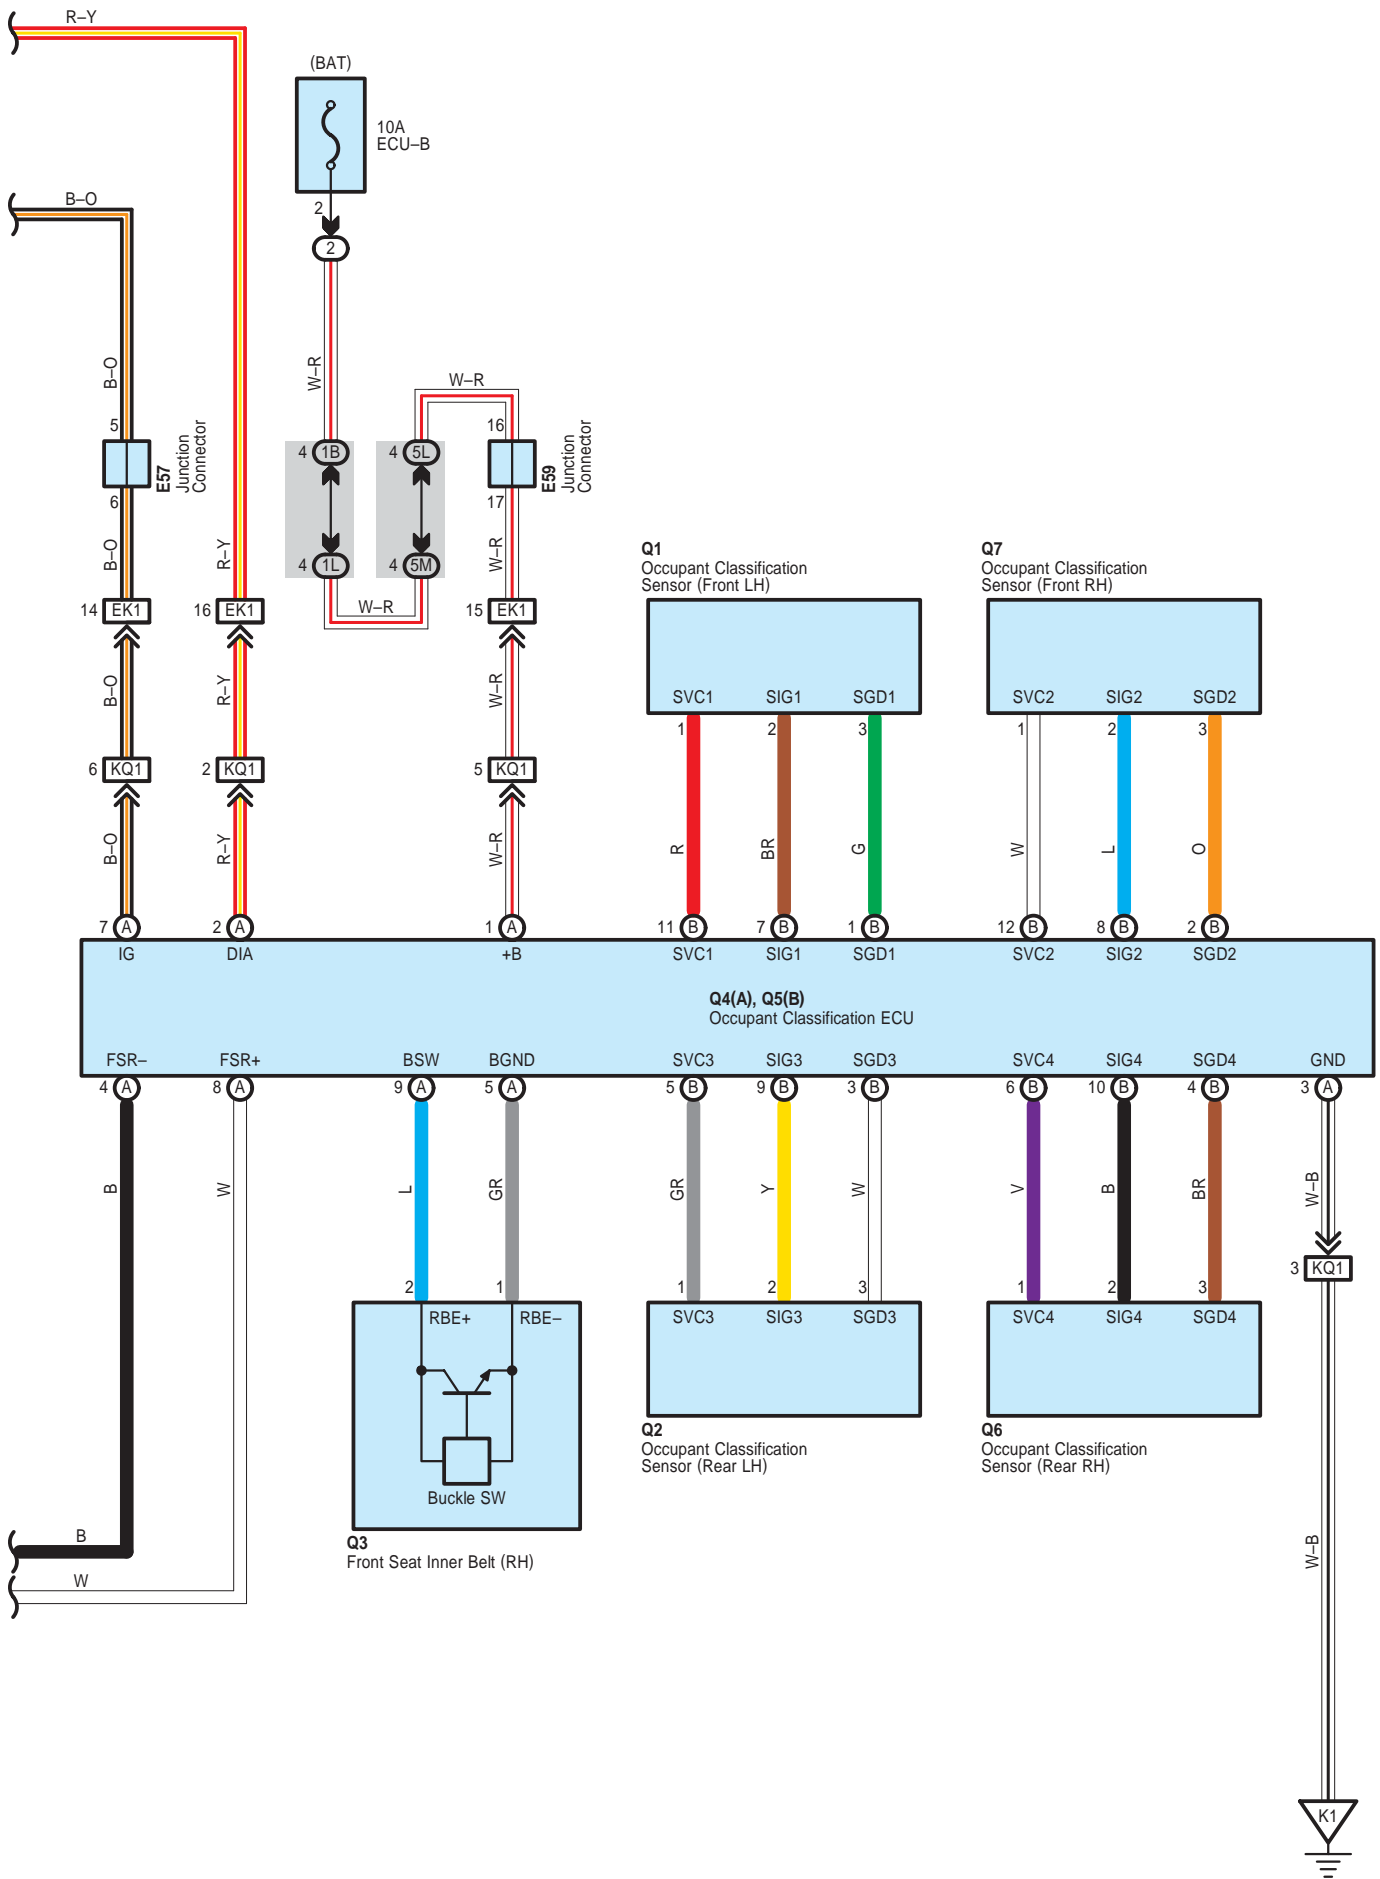 R–Y
(BAT)
10A
ECU–B
B–O
2
2
B–O
W–R
W–R
5
16
4 1B
4 5L
E57
Junction
Connector
E59
Junction
Connector
6
17
B–O
R–Y
W–R
4 1L
4 5M
Q1
Occupant Classification
Sensor (Front LH)
Q7
Occupant Classification
Sensor (Front RH)
14 EK1
16 EK1
W–R
15 EK1
B–O
R–Y
W–R
SVC1 SIG1 SGD1
SVC2 SIG2 SGD2
1 2 3
1 2 3
6 KQ1
2 KQ1
5 KQ1
B–O
R–Y
W–R
R
BR
G
W
L
O
7 A
2 A
1 A
11 B
7 B
1 B
12 B
8 B
2 B
IG DIA +B SVC1 SIG1 SGD1 SVC2 SIG2 SGD2
Q4(A), Q5(B)
Occupant Classification ECU
FSR– FSR+ BSW BGND SVC3 SIG3 SGD3 SVC4 SIG4 SGD4 GND
4 A
8 A
9 A
5 A
5 B
9 B
3 B
6 B
10 B
4 B
3 A
B
W
L
GR
GR
Y
W
V
B
BR
W–B
3 KQ1
2 1
1 2 3
1 2 3
RBE+ RBE–
SVC3 SIG3 SGD3
SVC4 SIG4 SGD4
Buckle SW
Q2
Occupant Classification
Sensor (Rear LH)
Q6
Occupant Classification
Sensor (Rear RH)
Q3
Front Seat Inner Belt (RH)
B
W
W–B
K1